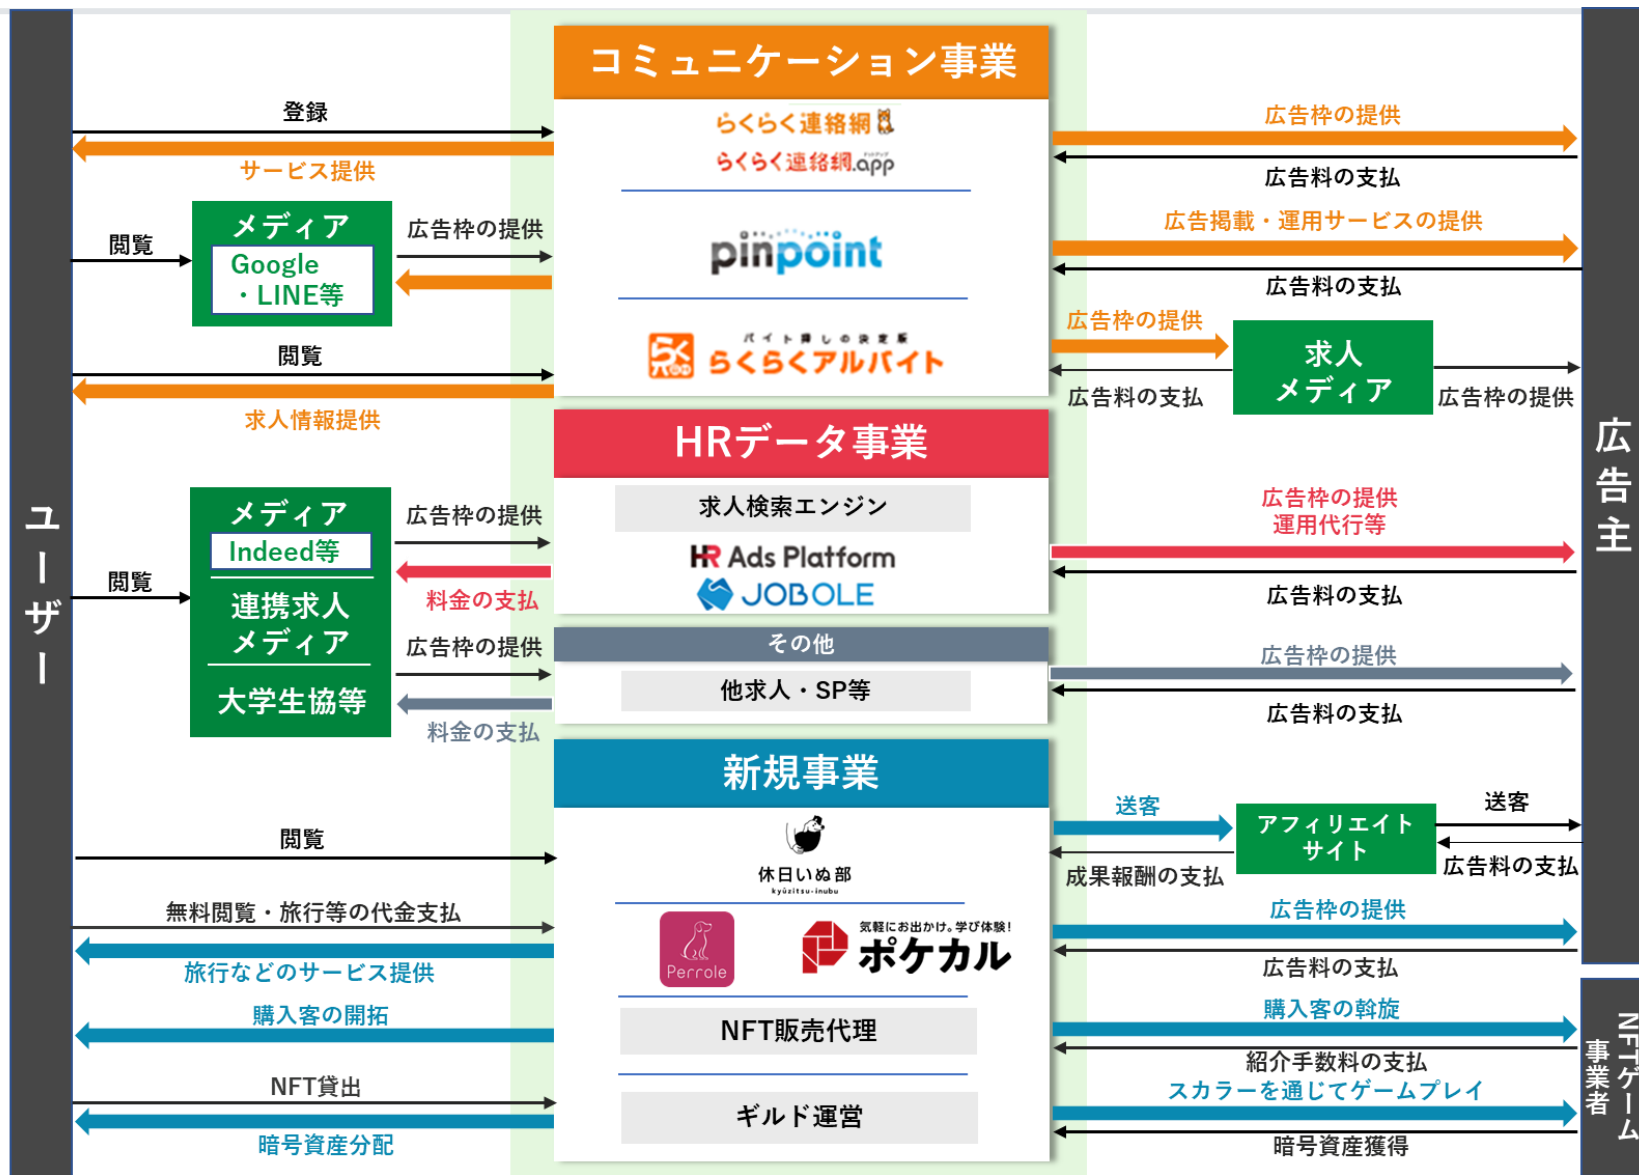 コミュニケーション事業
らくらく連絡網
らくらく連絡網.app
pinpoint
バイト探しの決定版
らくらくアルバイト
登録
サービス提供
閲覧
メディア
Google
・LINE等
広告枠の提供
閲覧
求人情報提供
広告枠の提供
広告料の支払
広告掲載・運用サービスの提供
広告料の支払
広告枠の提供
広告料の支払
求人
メディア
広告枠の提供
HRデータ事業
求人検索エンジン
HR Ads Platform
JOBOLE
閲覧
メディア
Indeed等
連携求人
メディア
大学生協等
広告枠の提供
料金の支払
広告枠の提供
料金の支払
広告枠の提供
運用代行等
広告料の支払
その他
他求人・SP等
広告枠の提供
広告料の支払
新規事業
休日いぬ部
kyūzitsu-inubu
Perrole
気軽にお出かけ。学び体験!
ポケカル
NFT販売代理
ギルド運営
閲覧
無料閲覧・旅行等の代金支払
旅行などのサービス提供
購入客の開拓
NFT貸出
暗号資産分配
送客
成果報酬の支払
アフィリエイト
サイト
送客
広告料の支払
広告枠の提供
広告料の支払
購入客の斡旋
紹介手数料の支払
スカラーを通じてゲームプレイ
暗号資産獲得
ユーザー
広告主
NFTゲーム
事業者